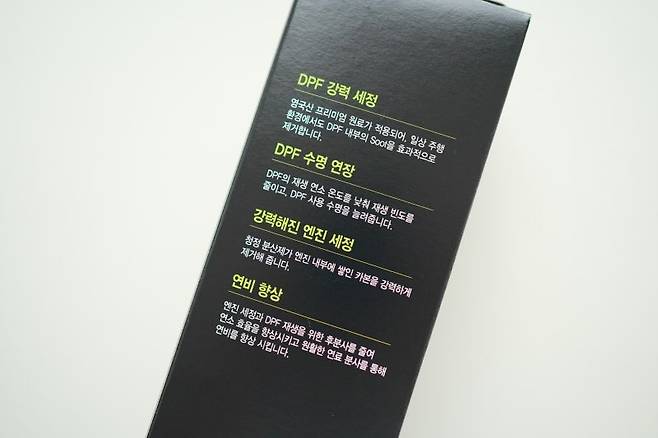 DPF 강력 세정
영국산 프리미엄 원료가 적용되어, 일상 주행
환경에서도 DPF 내부의 Soot을 효과적으로
제거합니다.
DPF 수명 연장
DPF의 재생 연소 온도를 낮춰 재생 빈도를
줄이고, DPF 사용 수명을 늘려줍니다.
강력해진 엔진 세정
청정 분산제가 엔진 내부에 쌓인 카본을 강력하게
제거해 줍니다.
연비 향상
엔진 세정과 DPF 재생을 위한 후분사를 줄여
연소 효율을 향상시키고 원활한 연료 분사를 통해
연비를 향상 시킵니다.